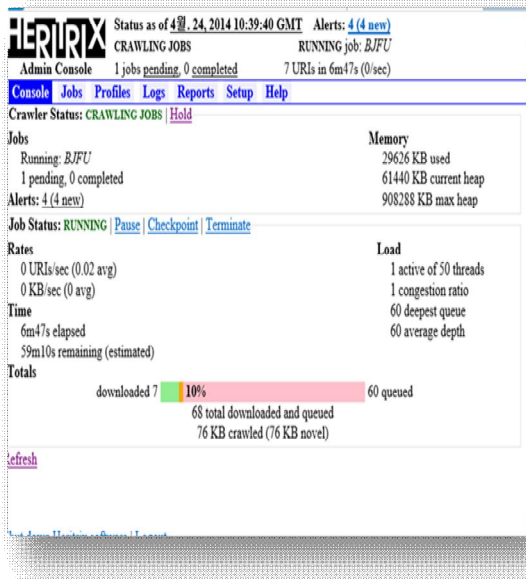 HERITRIX
Status as of 4월. 24, 2014 10:39:40 GMT Alerts: 4 (4 new)
CRAWLING JOBS RUNNING job: BJFU
Admin Console 1 jobs pending, 0 completed 7 URIs in 6m47s (0/sec)
Console Jobs Profiles Logs Reports Setup Help
Crawler Status: CRAWLING JOBS | Hold
Jobs Memory
Running: BJFU 29626 KB used
1 pending, 0 completed 61440 KB current heap
Alerts: 4 (4 new) 908288 KB max heap
Job Status: RUNNING | Pause | Checkpoint | Terminate
Rates Load
0 URIs/sec (0.02 avg) 1 active of 50 threads
0 KB/sec (0 avg) 1 congestion ratio
Time 60 deepest queue
6m47s elapsed 60 average depth
59m10s remaining (estimated)
Totals
downloaded 7 10% 60 queued
68 total downloaded and queued
76 KB crawled (76 KB novel)
Refresh